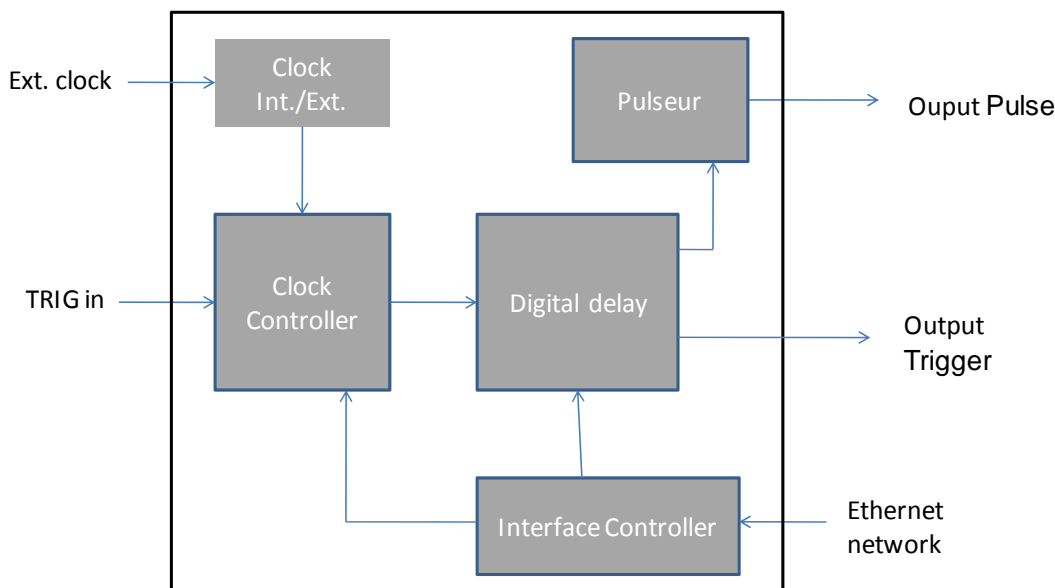 Ext. clock
Clock
Int./Ext.
Pulseur
Ouput Pulse
TRIG in
Clock
Controller
Digital delay
Output
Trigger
Interface Controller
Ethernet
network